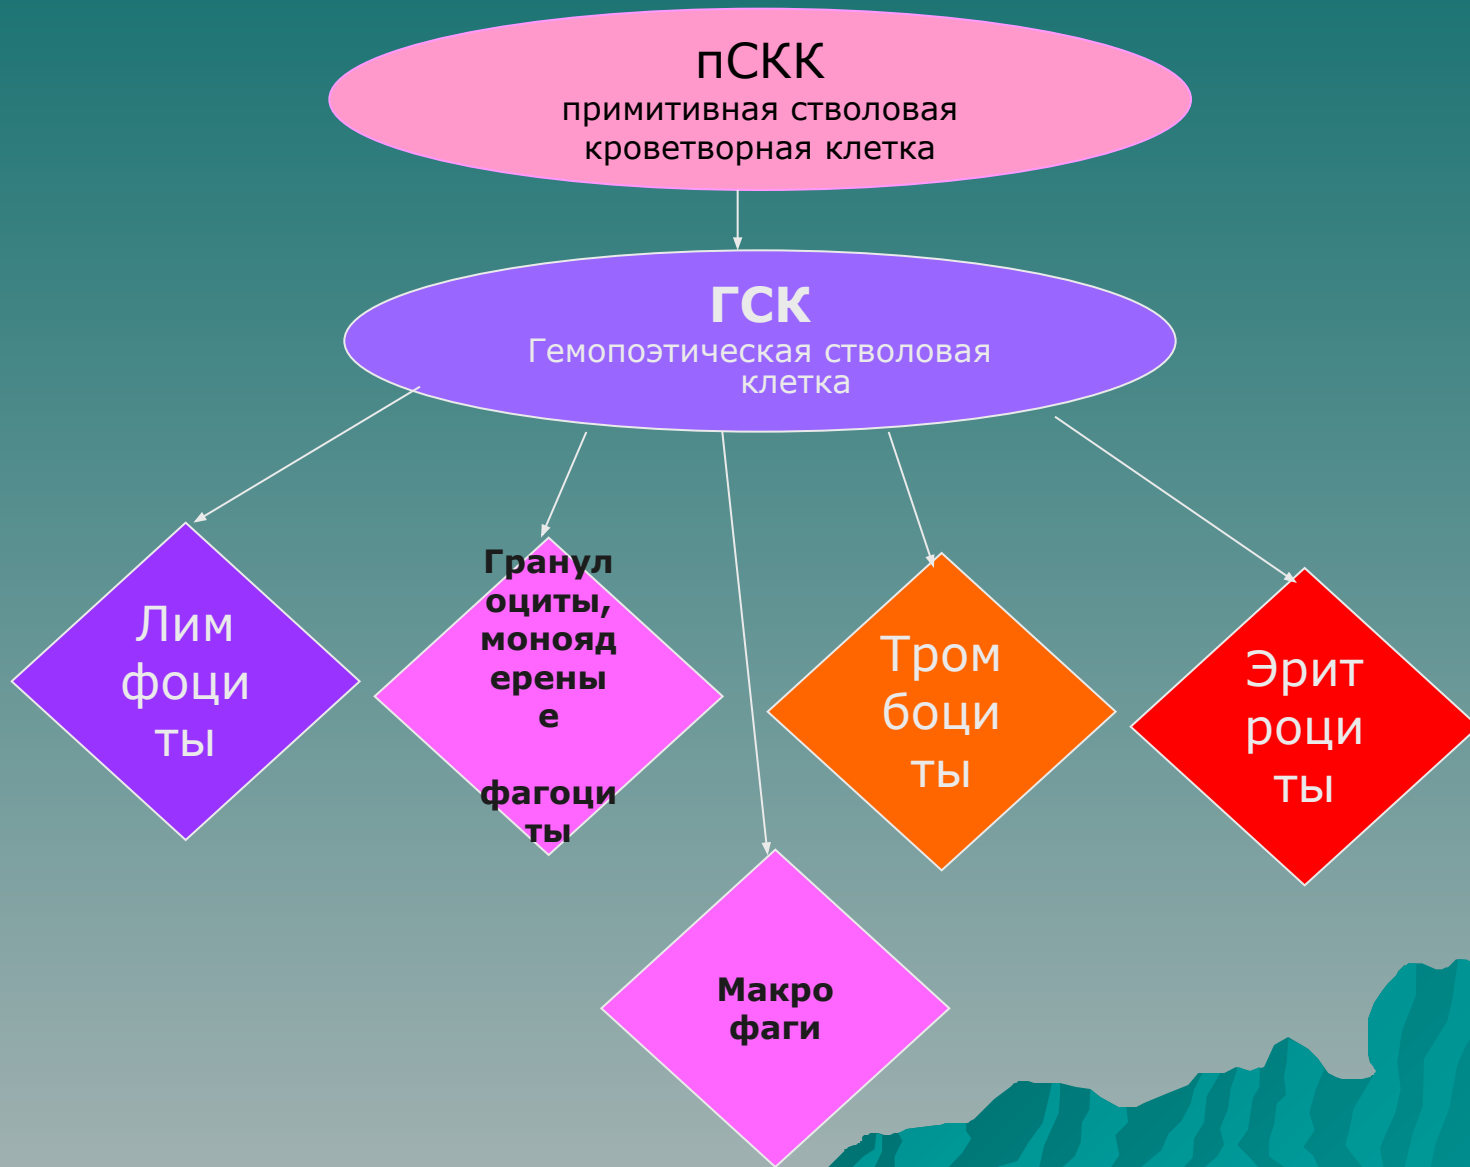 пСКК
примитивная стволовая
кроветворная клетка
ГСК
Гемопоэтическая стволовая
клетка
Лим
фоци
ты
Гранул
оциты,
монояд
ерены
е
фагоци
ты
Тром
боци
ты
Эрит
роци
ты
Макро
фаги